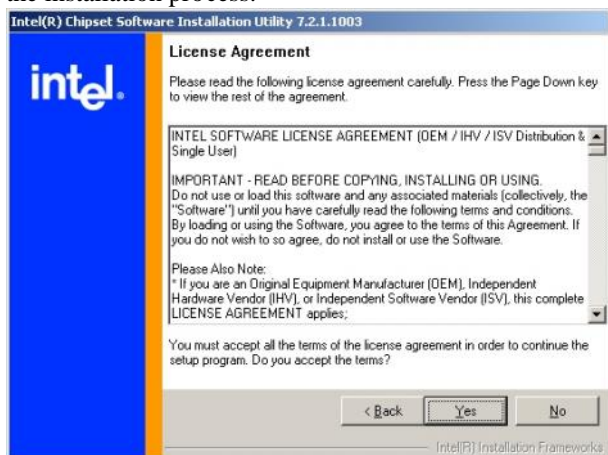 the installation process.
Intel(R) Chipset Software Installation Utility 7.2.1.1003
intel.
License Agreement
Please read the following license agreement carefully. Press the Page Down key
to view the rest of the agreement.
INTEL SOFTWARE LICENSE AGREEMENT (OEM / IHV / ISV Distribution &
Single User)
IMPORTANT - READ BEFORE COPYING, INSTALLING OR USING.
Do not use or load this software and any associated materials (collectively, the
"Software") until you have carefully read the following terms and conditions.
By loading or using the Software, you agree to the terms of this Agreement. If
you do not wish to so agree, do not install or use the Software.
Please Also Note:
* If you are an Original Equipment Manufacturer (OEM), Independent
Hardware Vendor (IHV), or Independent Software Vendor (ISV), this complete
LICENSE AGREEMENT applies;
You must accept all the terms of the license agreement in order to continue the
setup program. Do you accept the terms?
< Back Yes No
Intel(R) Installation Frameworks